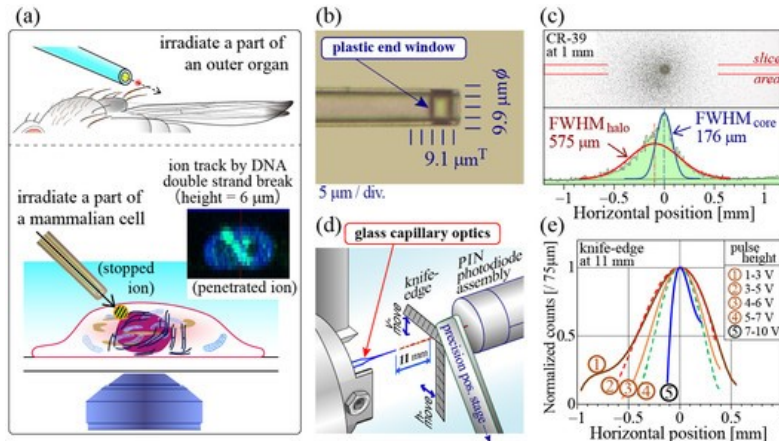 (a)
irradiate a part of
an outer organ
ion track by DNA
double strand break
(height = 6 μm)
irradiate a part of
a mammalian cell
(stopped
ion)
(penetrated ion)
(b)
plastic end window
9.9 μmϕ
9.1 μmᵀ
5 μm / div.
(c)
CR-39
at 1 mm
slice
area
FWHMhalo
575 μm
FWHMcore
176 μm
−1 −0.5 0 0.5 1
Horizontal position [mm]
(d)
glass capillary optics
knife-edge
PIN
photodiode
assembly
v-
move
11 mm
h-
move
precision pos. stage
(e)
knife-edge
at 11 mm
pulse
height
① 1-3 V
② 3-5 V
③ 4-6 V
④ 5-7 V
⑤ 7-10 V
Normalized counts [/ 75μm]
1
0.5
0
① ② ③ ④ ⑤
-1.0 -0.5 0 0.5 1.0
Horizontal position [mm]